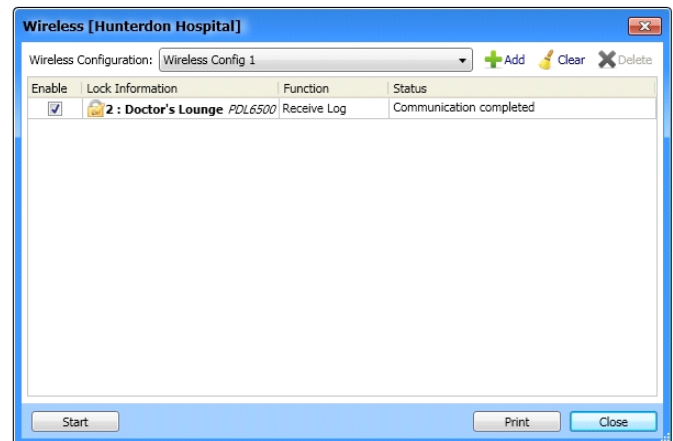 Wireless [Hunterdon Hospital]
Wireless Configuration: Wireless Config 1 Add Clear Delete
Enable Lock Information Function Status
2 : Doctor's Lounge PDL6500 Receive Log Communication completed
Start Print Close